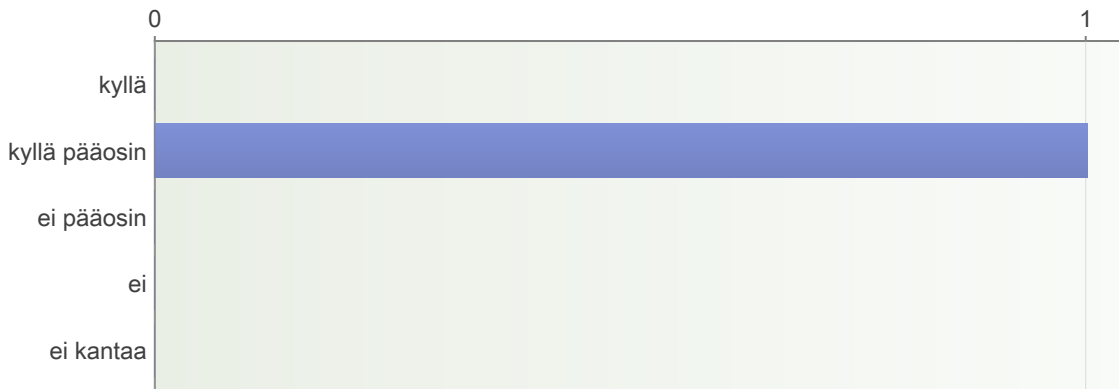 0 1
kyllä
kyllä pääosin
ei pääosin
ei
ei kantaa